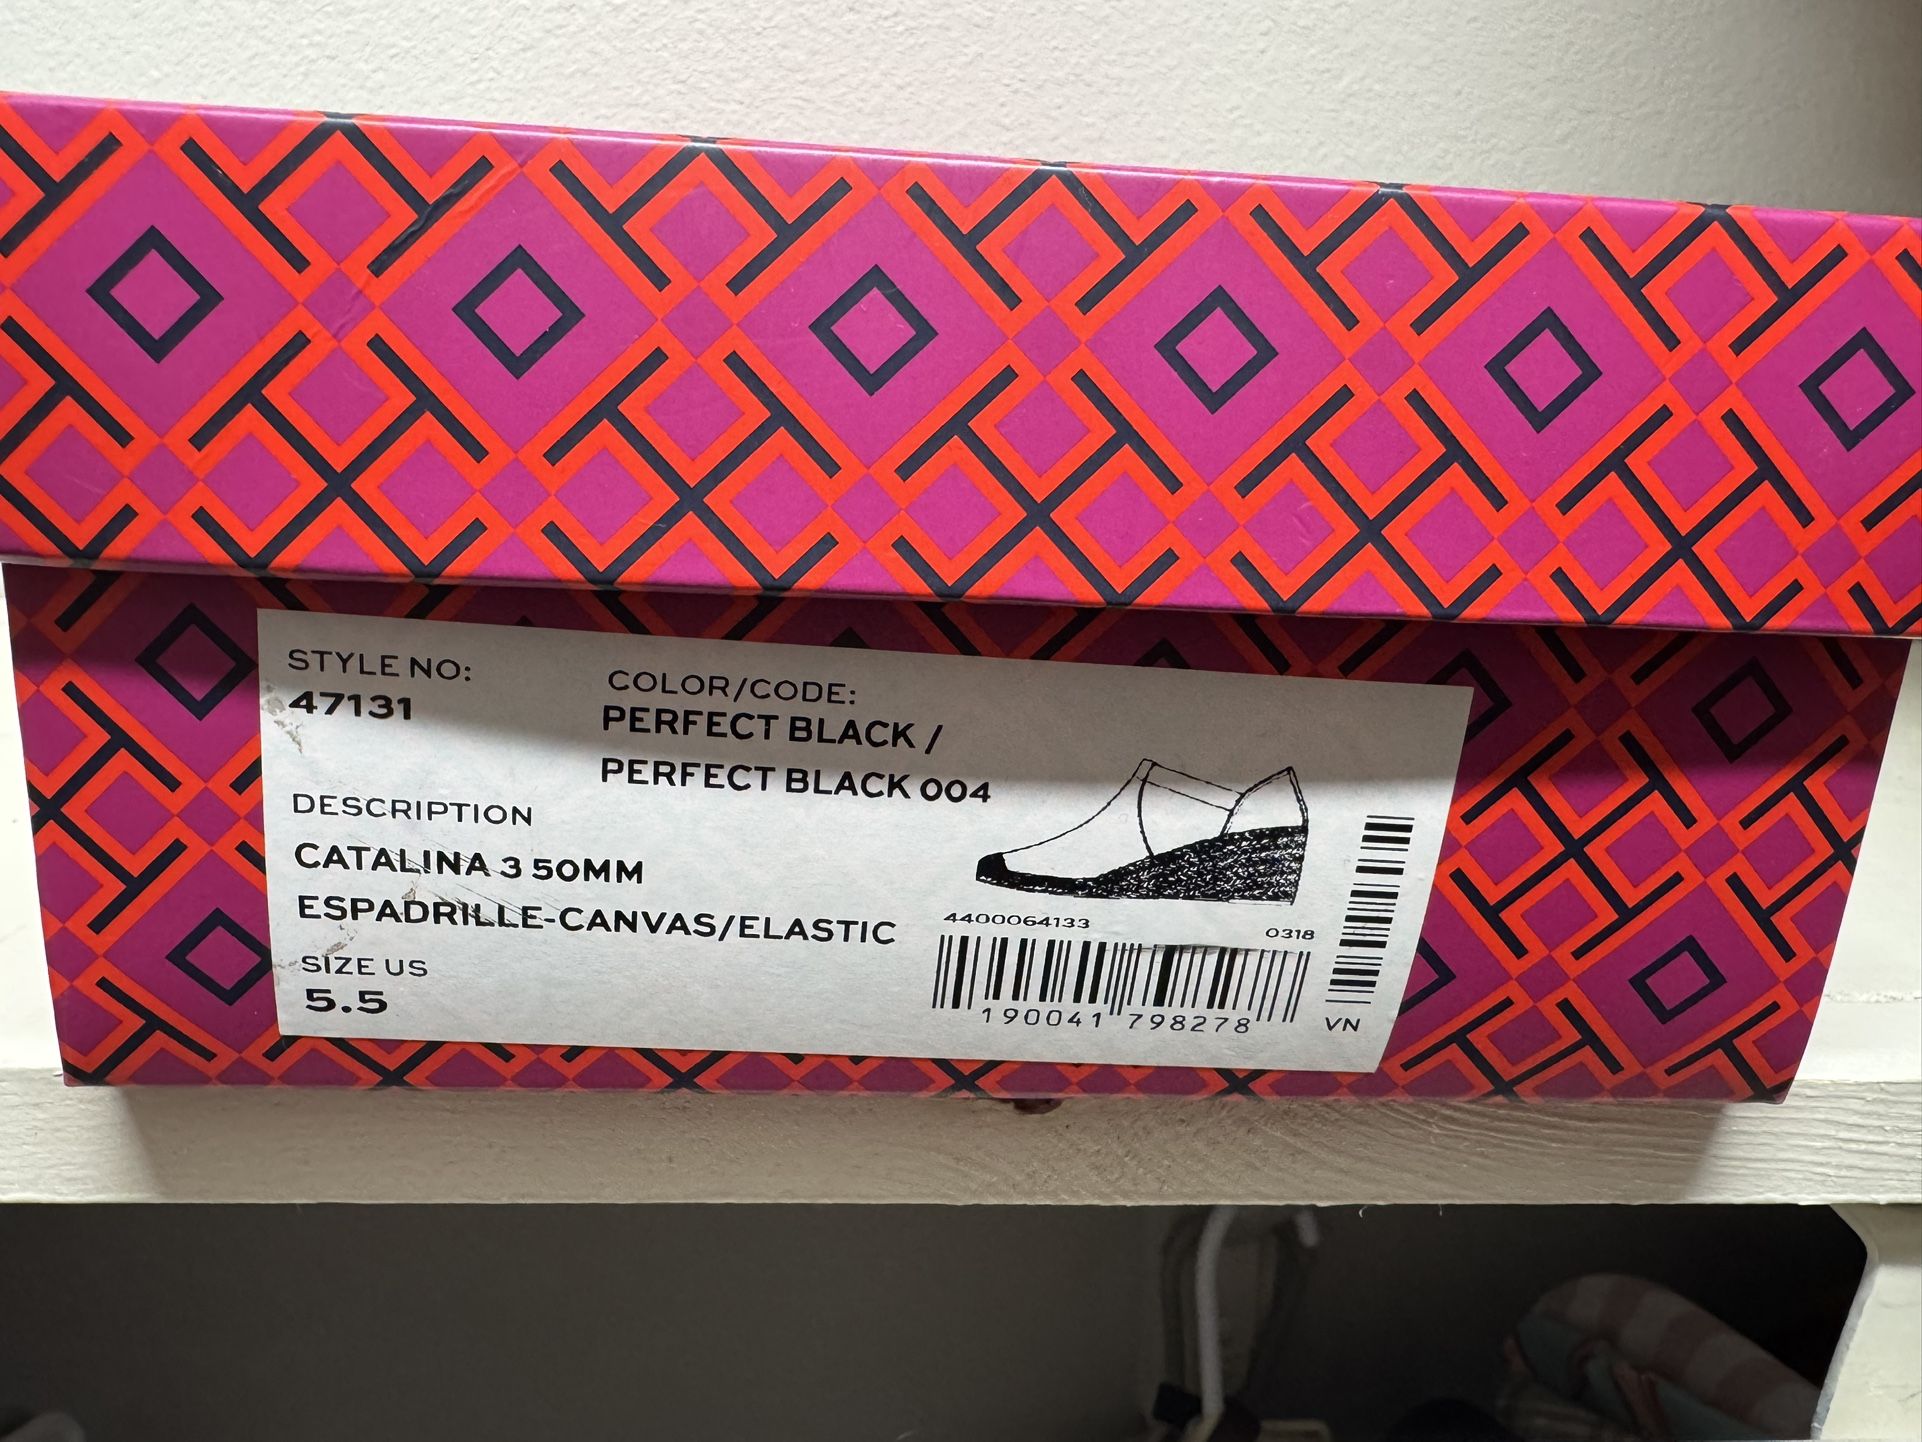 STYLE NO:
47131
COLOR/CODE:
PERFECT BLACK /
PERFECT BLACK 004
DESCRIPTION
CATALINA 3 50MM
ESPADRILLE-CANVAS/ELASTIC
SIZE US
5.5
4400064133
0318
190041 798278
VN